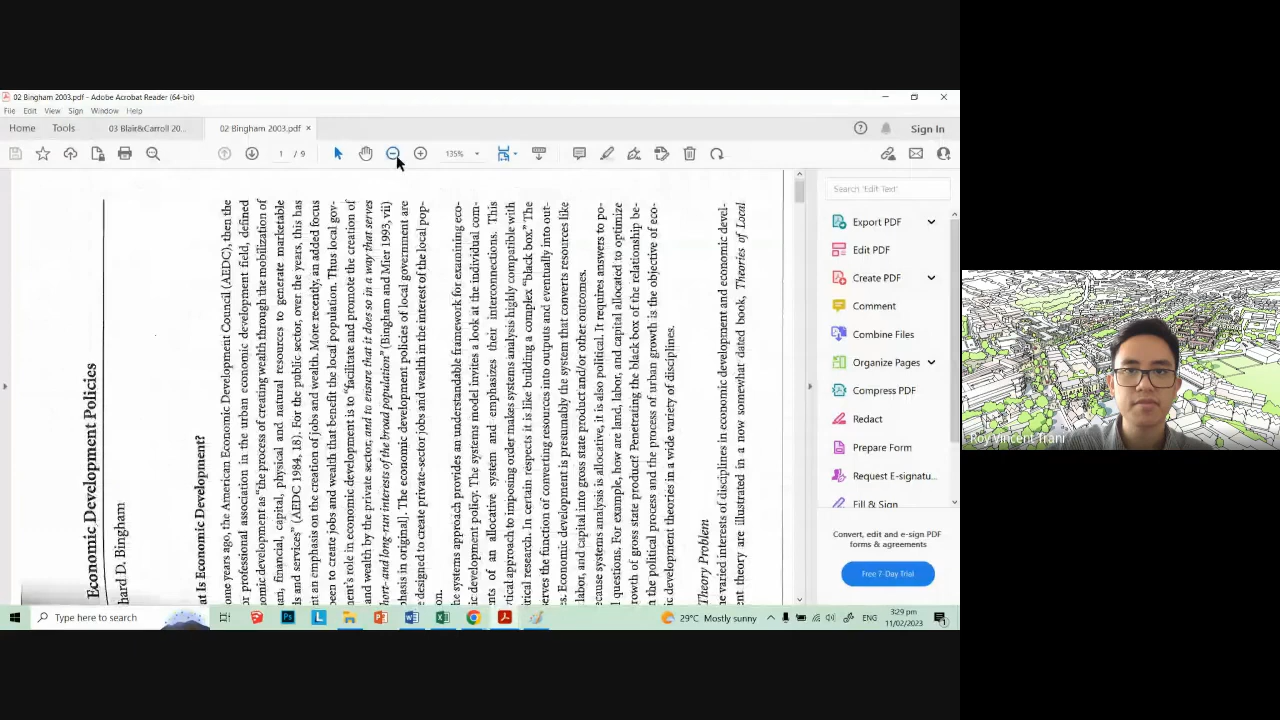 02 Bingham 2003.pdf - Adobe Acrobat Reader (64-bit)
File Edit View Sign Window Help
Home Tools 03 Blair&Carroll 20... 02 Bingham 2003.pdf × Sign In
1 / 9 135%
Economic Development Policies
hard D. Bingham
at Is Economic Development?
one years ago, the American Economic Development Council (AEDC), then the
or professional association in the urban economic development field, defined
omic development as "the process of creating wealth through the mobilization of
an, financial, capital, physical and natural resources to generate marketable
ds and services" (AEDC 1984, 18). For the public sector, over the years, this has
t an emphasis on the creation of jobs and wealth. More recently, an added focus
been to create jobs and wealth that benefit the local population. Thus local gov-
ment's role in economic development is to "facilitate and promote the creation of
and wealth by the private sector, and to ensure that it does so in a way that serves
hort- and long-run interests of the broad population" (Bingham and Mier 1993, vii)
phasis in original]. The economic development policies of local government are
e designed to create private-sector jobs and wealth in the interest of the local pop-
on.
he systems approach provides an understandable framework for examining eco-
ic development policy. The systems model invites a look at the individual com-
nts of an allocative system and emphasizes their interconnections. This
rical approach to imposing order makes systems analysis highly compatible with
irical research. In certain respects it is like building a complex "black box." The
erves the function of converting resources into outputs and eventually into out-
es. Economic development is presumably the system that converts resources like
labor, and capital into gross state product and/or other outcomes.
ecause systems analysis is allocative, it is also political. It requires answers to po-
l questions. For example, how are land, labor, and capital allocated to optimize
rowth of gross state product? Penetrating the black box of the relationship be-
n the political process and the process of urban growth is the objective of eco-
ic development theories in a wide variety of disciplines.
Theory Problem
he varied interests of disciplines in economic development and economic devel-
ent theory are illustrated in a now somewhat dated book, Theories of Local
Search 'Edit Text'
Export PDF
Edit PDF
Create PDF
Comment
Combine Files
Organize Pages
Compress PDF
Redact
Prepare Form
Request E-signatu...
Fill & Sign
Convert, edit and e-sign PDF
forms & agreements
Free 7-Day Trial
Roy Vincent Trani
Type here to search
29°C Mostly sunny ENG 3:29 pm
11/02/2023